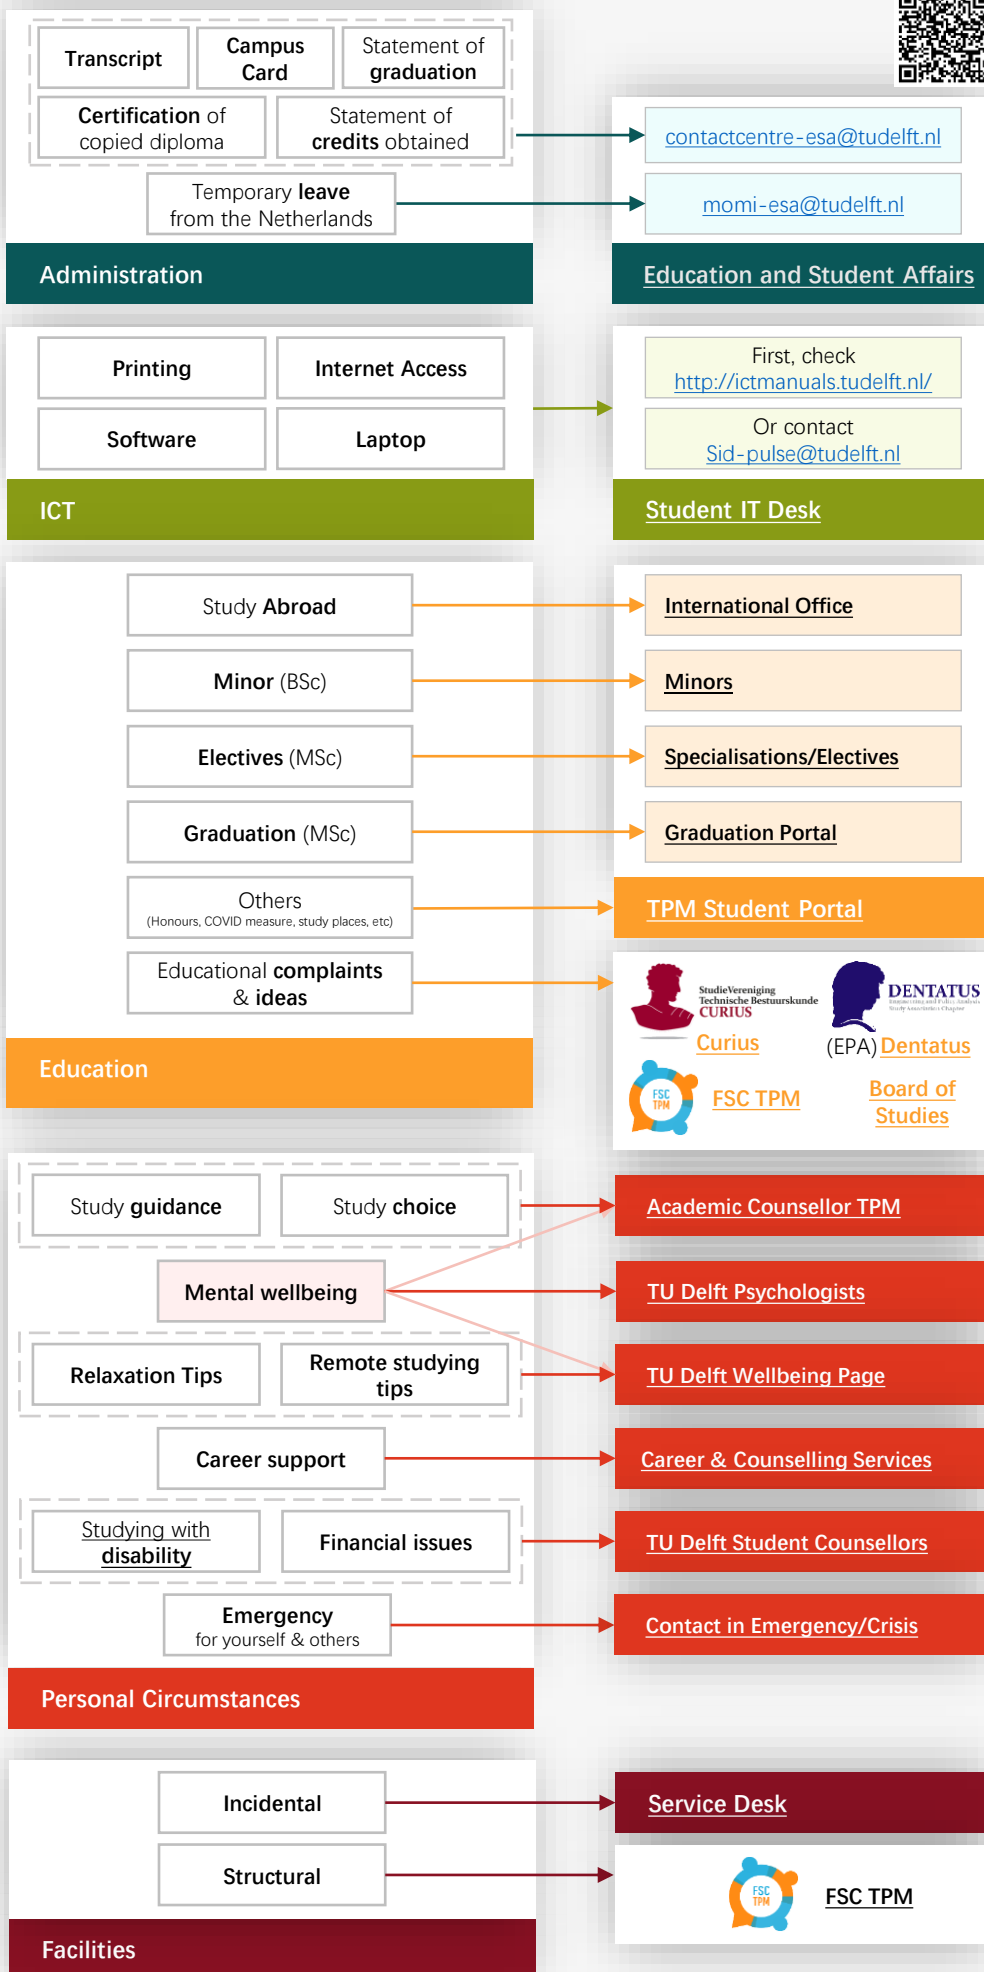 Transcript
Campus
Card
Statement of
graduation
Certification of
copied diploma
Statement of
credits obtained
contactcentre-esa@tudelft.nl
Temporary leave
from the Netherlands
momi-esa@tudelft.nl
Administration
Education and Student Affairs
Printing
Internet Access
First, check
http://ictmanuals.tudelft.nl/
Software
Laptop
Or contact
Sid-pulse@tudelft.nl
ICT
Student IT Desk
Study Abroad
International Office
Minor (BSc)
Minors
Electives (MSc)
Specialisations/Electives
Graduation (MSc)
Graduation Portal
Others
(Honours, COVID measure, study places, etc)
TPM Student Portal
Educational complaints
& ideas
StudieVereniging
Technische Bestuurskunde
CURIUS
Curius
DENTATUS
Engineering and Policy Analysis
Study Association Chapter
(EPA) Dentatus
Education
FSC
TPM
FSC TPM
Board of
Studies
Study guidance
Study choice
Academic Counsellor TPM
Mental wellbeing
TU Delft Psychologists
Relaxation Tips
Remote studying
tips
TU Delft Wellbeing Page
Career support
Career & Counselling Services
Studying with
disability
Financial issues
TU Delft Student Counsellors
Emergency
for yourself & others
Contact in Emergency/Crisis
Personal Circumstances
Incidental
Service Desk
Structural
FSC
TPM
FSC TPM
Facilities